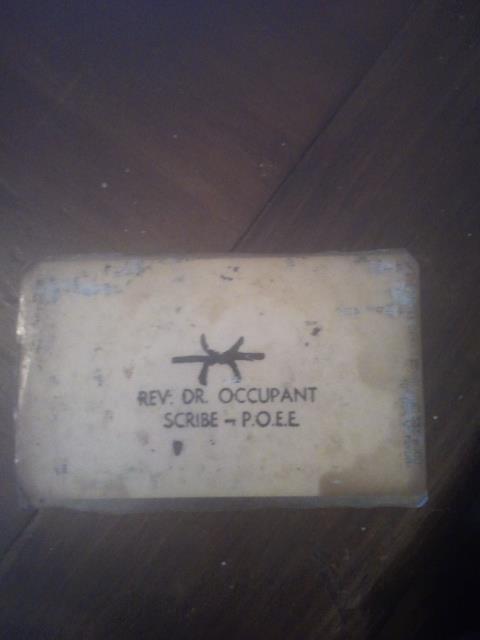 REV. DR. OCCUPANT
SCRIBE – P.O.E.E.